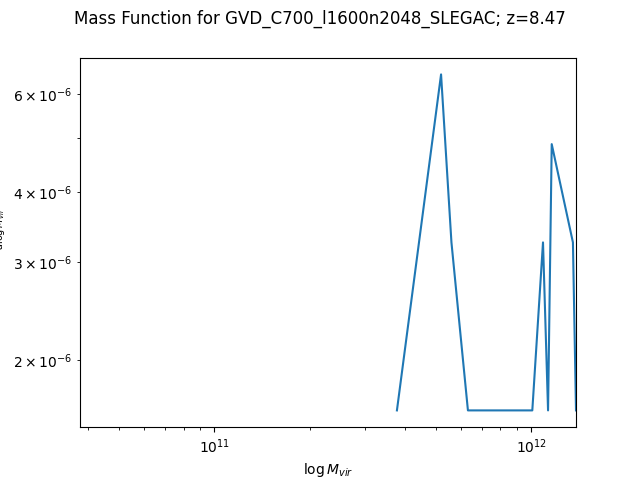 Mass Function for GVD_C700_l1600n2048_SLEGAC; z=8.47
6 × 10⁻⁶
4 × 10⁻⁶
3 × 10⁻⁶
2 × 10⁻⁶
10¹¹
10¹²
log M_vir